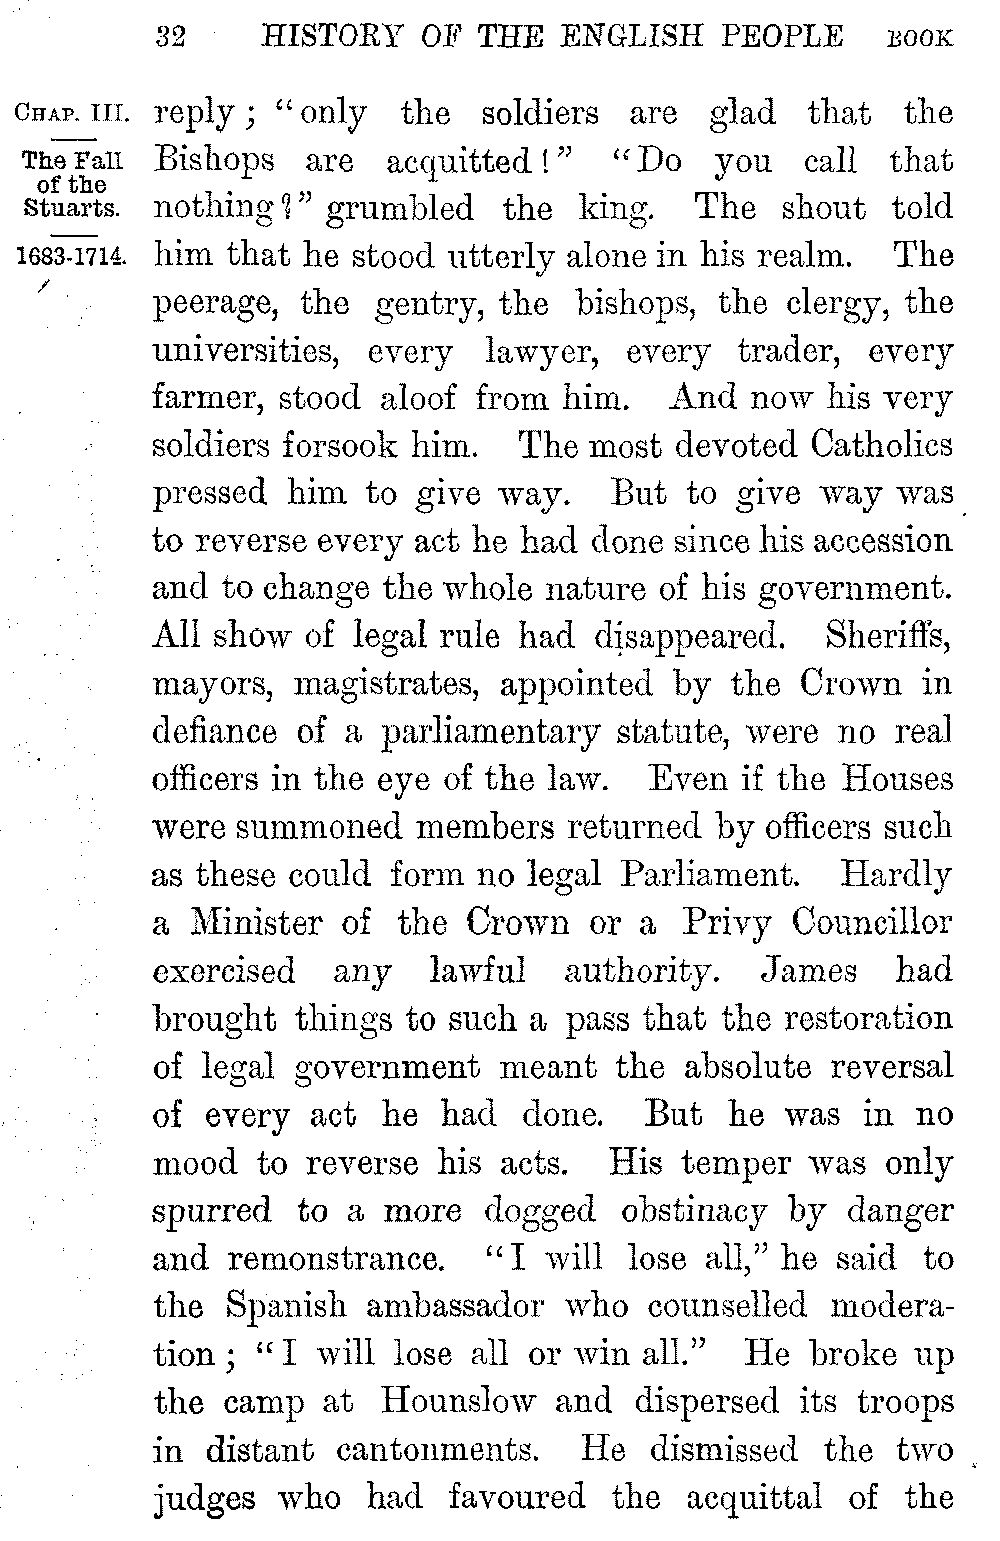 32 HISTORY OF THE ENGLISH PEOPLE BOOK
CHAP. III.
The Fall
of the
Stuarts.
1683-1714.
reply; "only the soldiers are glad that the
Bishops are acquitted!" "Do you call that
nothing?" grumbled the king. The shout told
him that he stood utterly alone in his realm. The
peerage, the gentry, the bishops, the clergy, the
universities, every lawyer, every trader, every
farmer, stood aloof from him. And now his very
soldiers forsook him. The most devoted Catholics
pressed him to give way. But to give way was
to reverse every act he had done since his accession
and to change the whole nature of his government.
All show of legal rule had disappeared. Sheriffs,
mayors, magistrates, appointed by the Crown in
defiance of a parliamentary statute, were no real
officers in the eye of the law. Even if the Houses
were summoned members returned by officers such
as these could form no legal Parliament. Hardly
a Minister of the Crown or a Privy Councillor
exercised any lawful authority. James had
brought things to such a pass that the restoration
of legal government meant the absolute reversal
of every act he had done. But he was in no
mood to reverse his acts. His temper was only
spurred to a more dogged obstinacy by danger
and remonstrance. "I will lose all," he said to
the Spanish ambassador who counselled modera-
tion; "I will lose all or win all." He broke up
the camp at Hounslow and dispersed its troops
in distant cantonments. He dismissed the two
judges who had favoured the acquittal of the